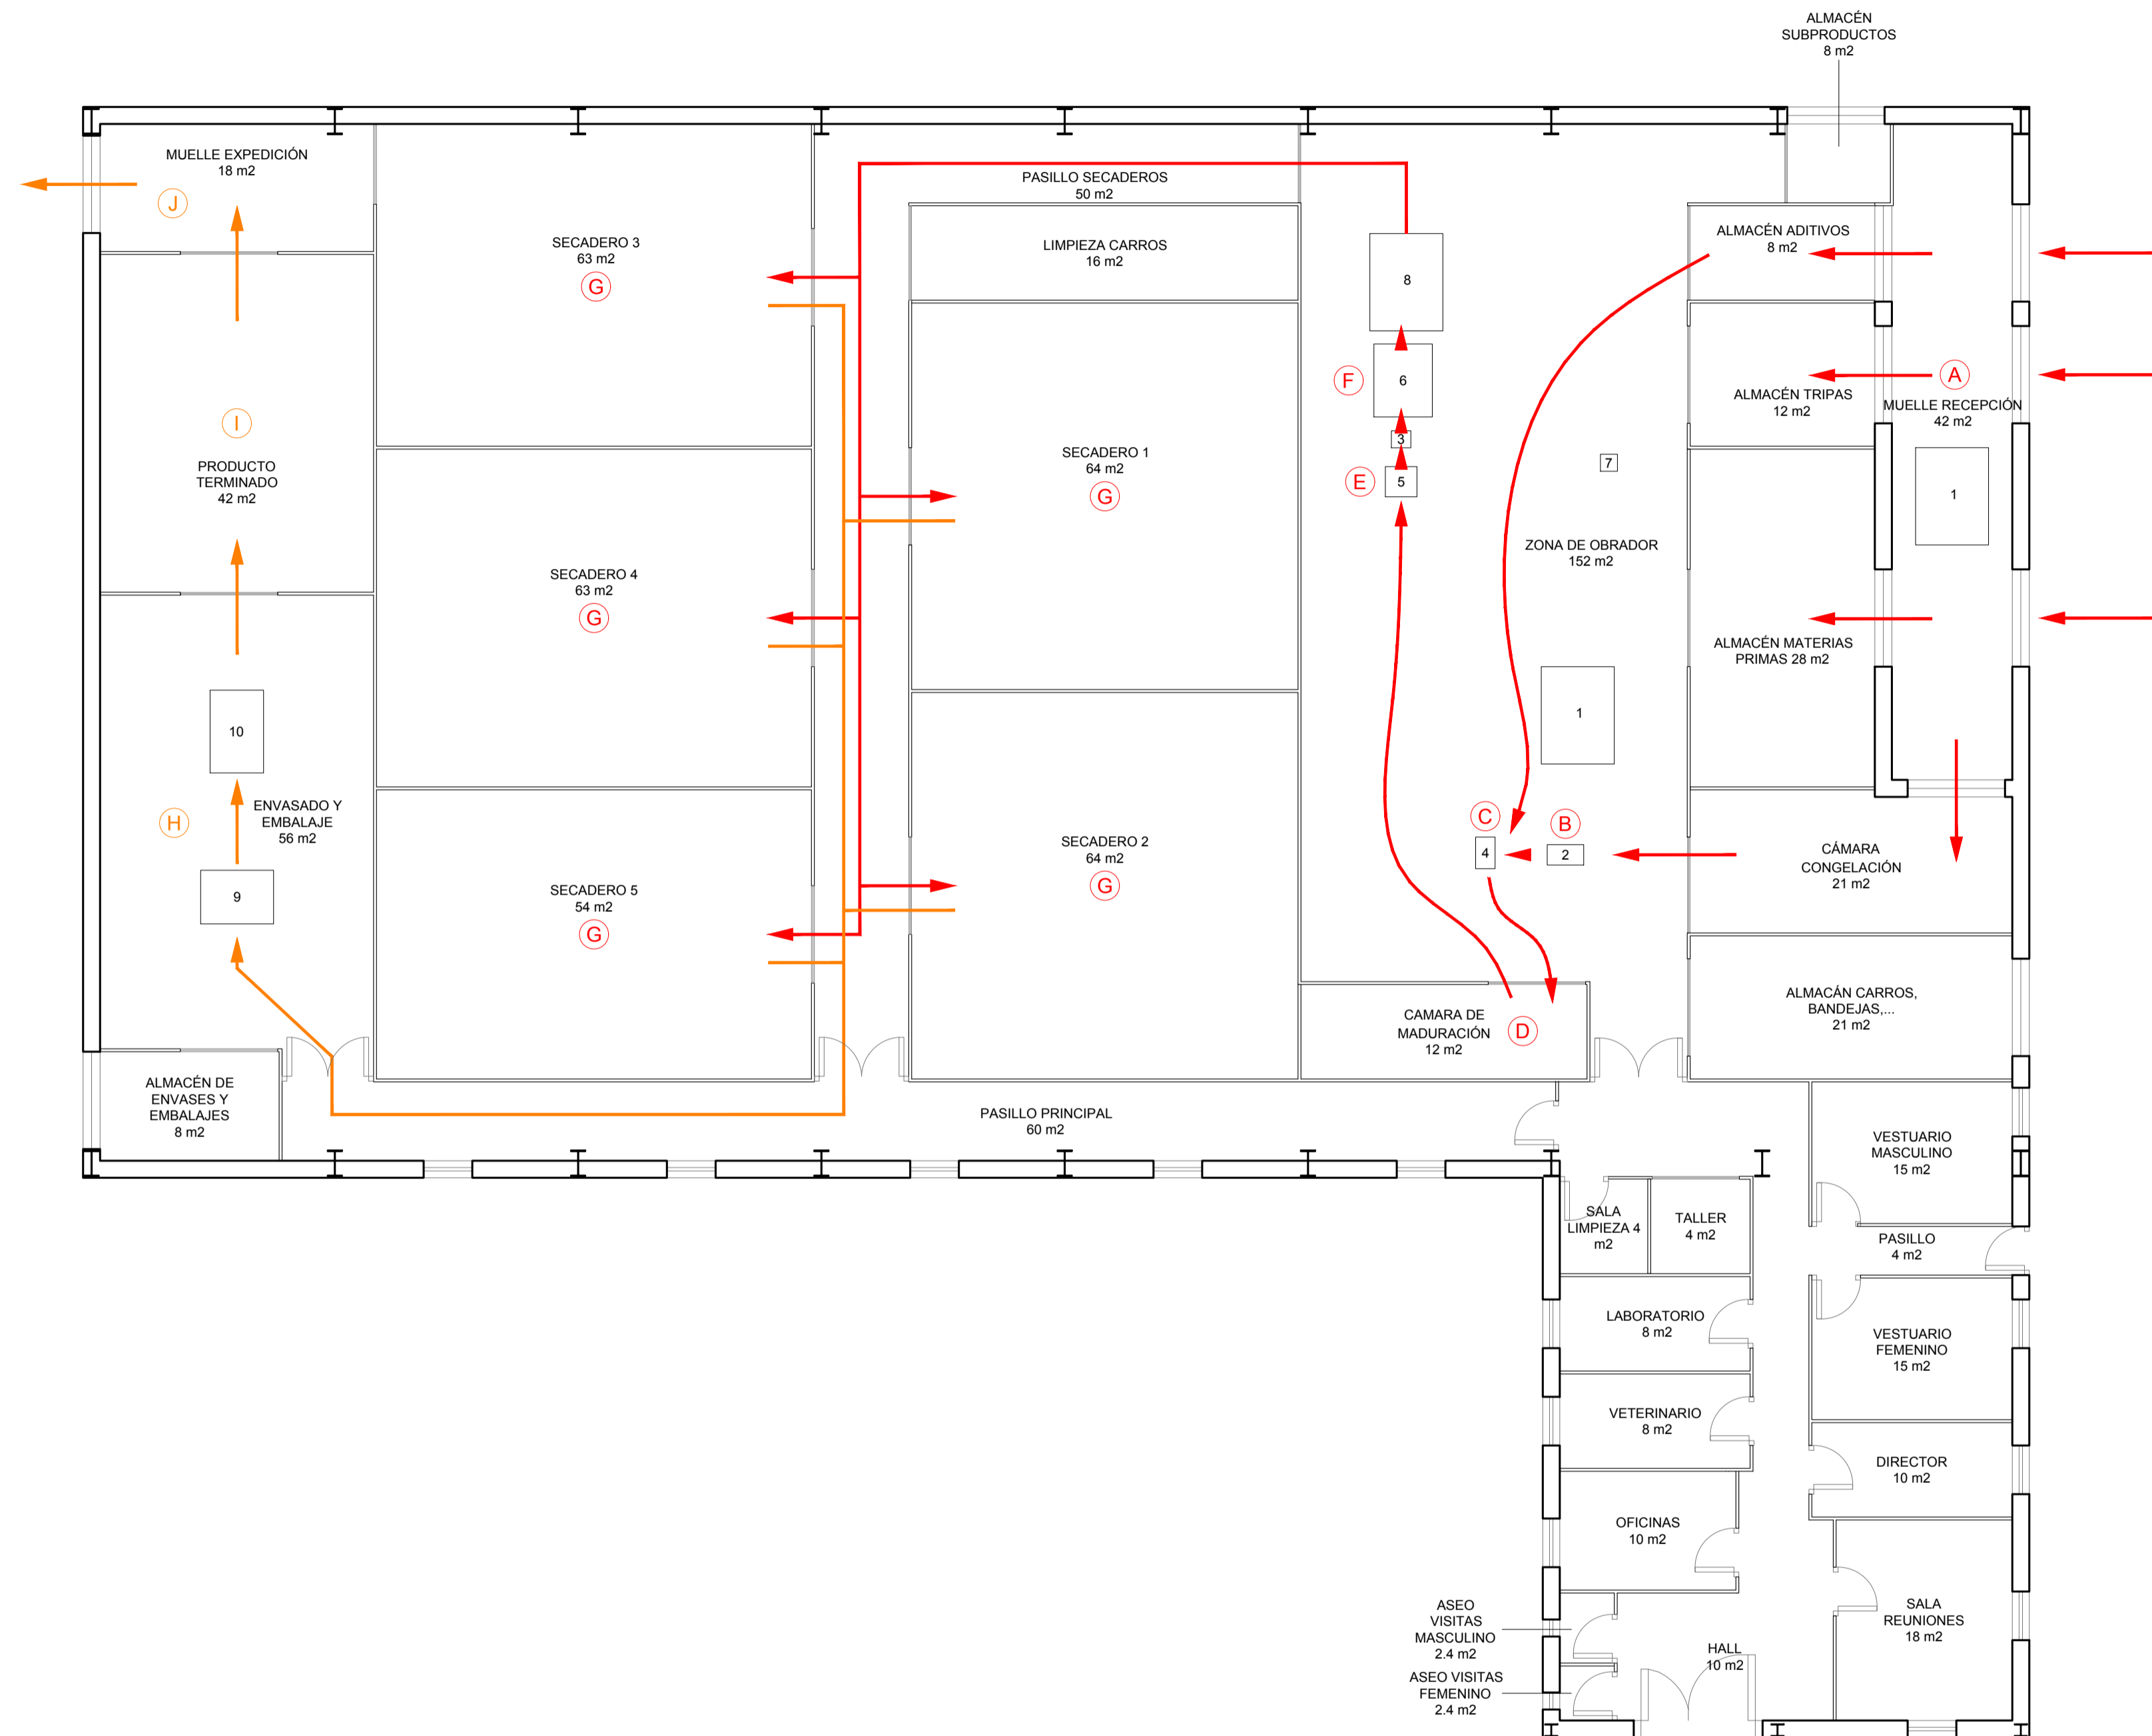 ALMACÉN
SUBPRODUCTOS
8 m2
MUELLE EXPEDICIÓN
18 m2
J
PASILLO SECADEROS
50 m2
SECADERO 3
63 m2
G
LIMPIEZA CARROS
16 m2
8
ALMACÉN ADITIVOS
8 m2
F
6
3
E
5
ALMACÉN TRIPAS
12 m2
A
MUELLE RECEPCIÓN
42 m2
1
I
PRODUCTO
TERMINADO
42 m2
SECADERO 1
64 m2
G
7
ZONA DE OBRADOR
152 m2
SECADERO 4
63 m2
G
ALMACÉN MATERIAS
PRIMAS 28 m2
1
10
H
ENVASADO Y
EMBALAJE
56 m2
9
SECADERO 5
54 m2
G
SECADERO 2
64 m2
G
C
4
B
2
CÁMARA
CONGELACIÓN
21 m2
ALMACÁN CARROS,
BANDEJAS,...
21 m2
CAMARA DE
MADURACIÓN
12 m2
D
ALMACÉN DE
ENVASES Y
EMBALAJES
8 m2
PASILLO PRINCIPAL
60 m2
VESTUARIO
MASCULINO
15 m2
SALA
LIMPIEZA 4
m2
TALLER
4 m2
PASILLO
4 m2
LABORATORIO
8 m2
VESTUARIO
FEMENINO
15 m2
VETERINARIO
8 m2
DIRECTOR
10 m2
OFICINAS
10 m2
ASEO
VISITAS
MASCULINO
2.4 m2
ASEO VISITAS
FEMENINO
2.4 m2
HALL
10 m2
SALA
REUNIONES
18 m2